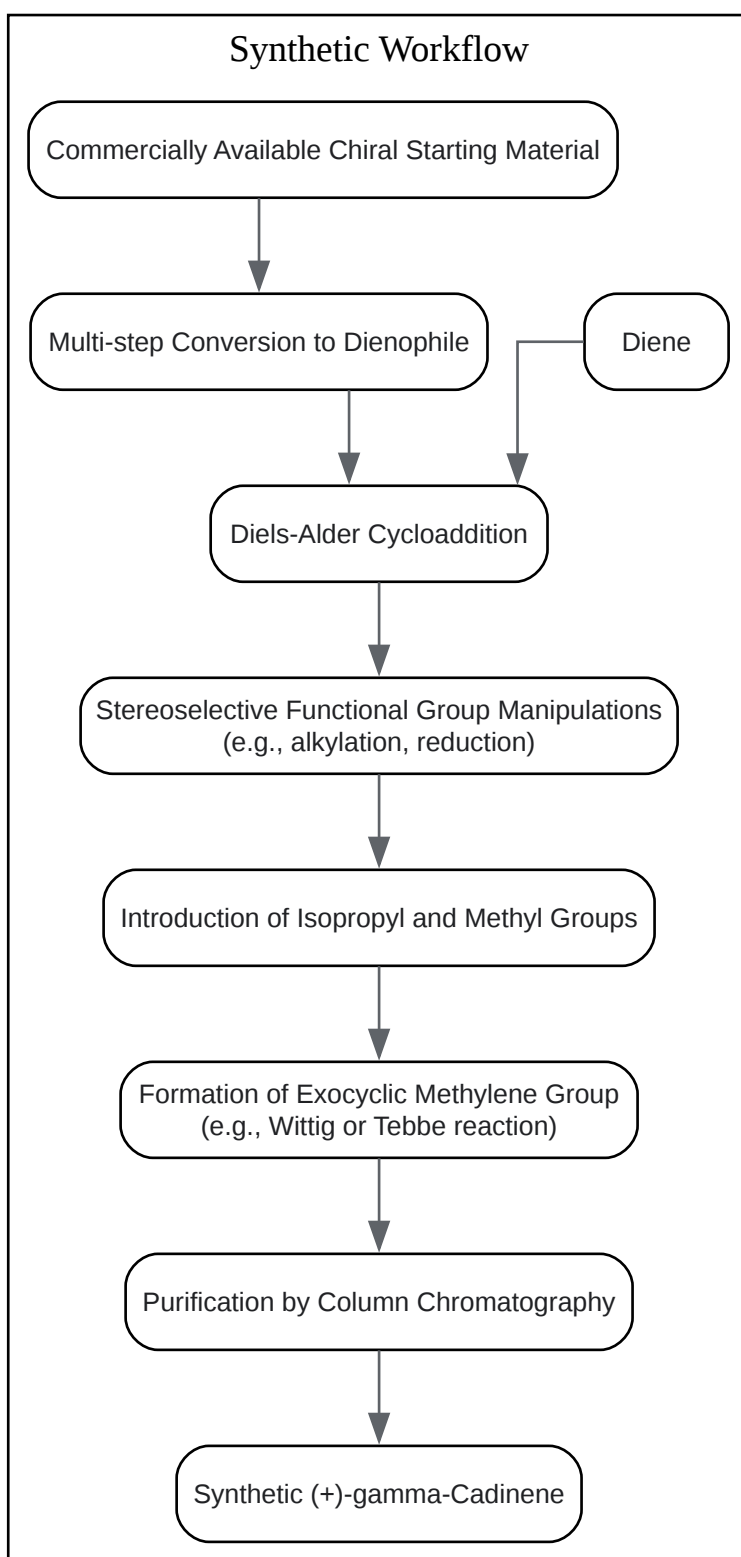 Synthetic Workflow
Commercially Available Chiral Starting Material
Multi-step Conversion to Dienophile
Diene
Diels-Alder Cycloaddition
Stereoselective Functional Group Manipulations
(e.g., alkylation, reduction)
Introduction of Isopropyl and Methyl Groups
Formation of Exocyclic Methylene Group
(e.g., Wittig or Tebbe reaction)
Purification by Column Chromatography
Synthetic (+)-gamma-Cadinene